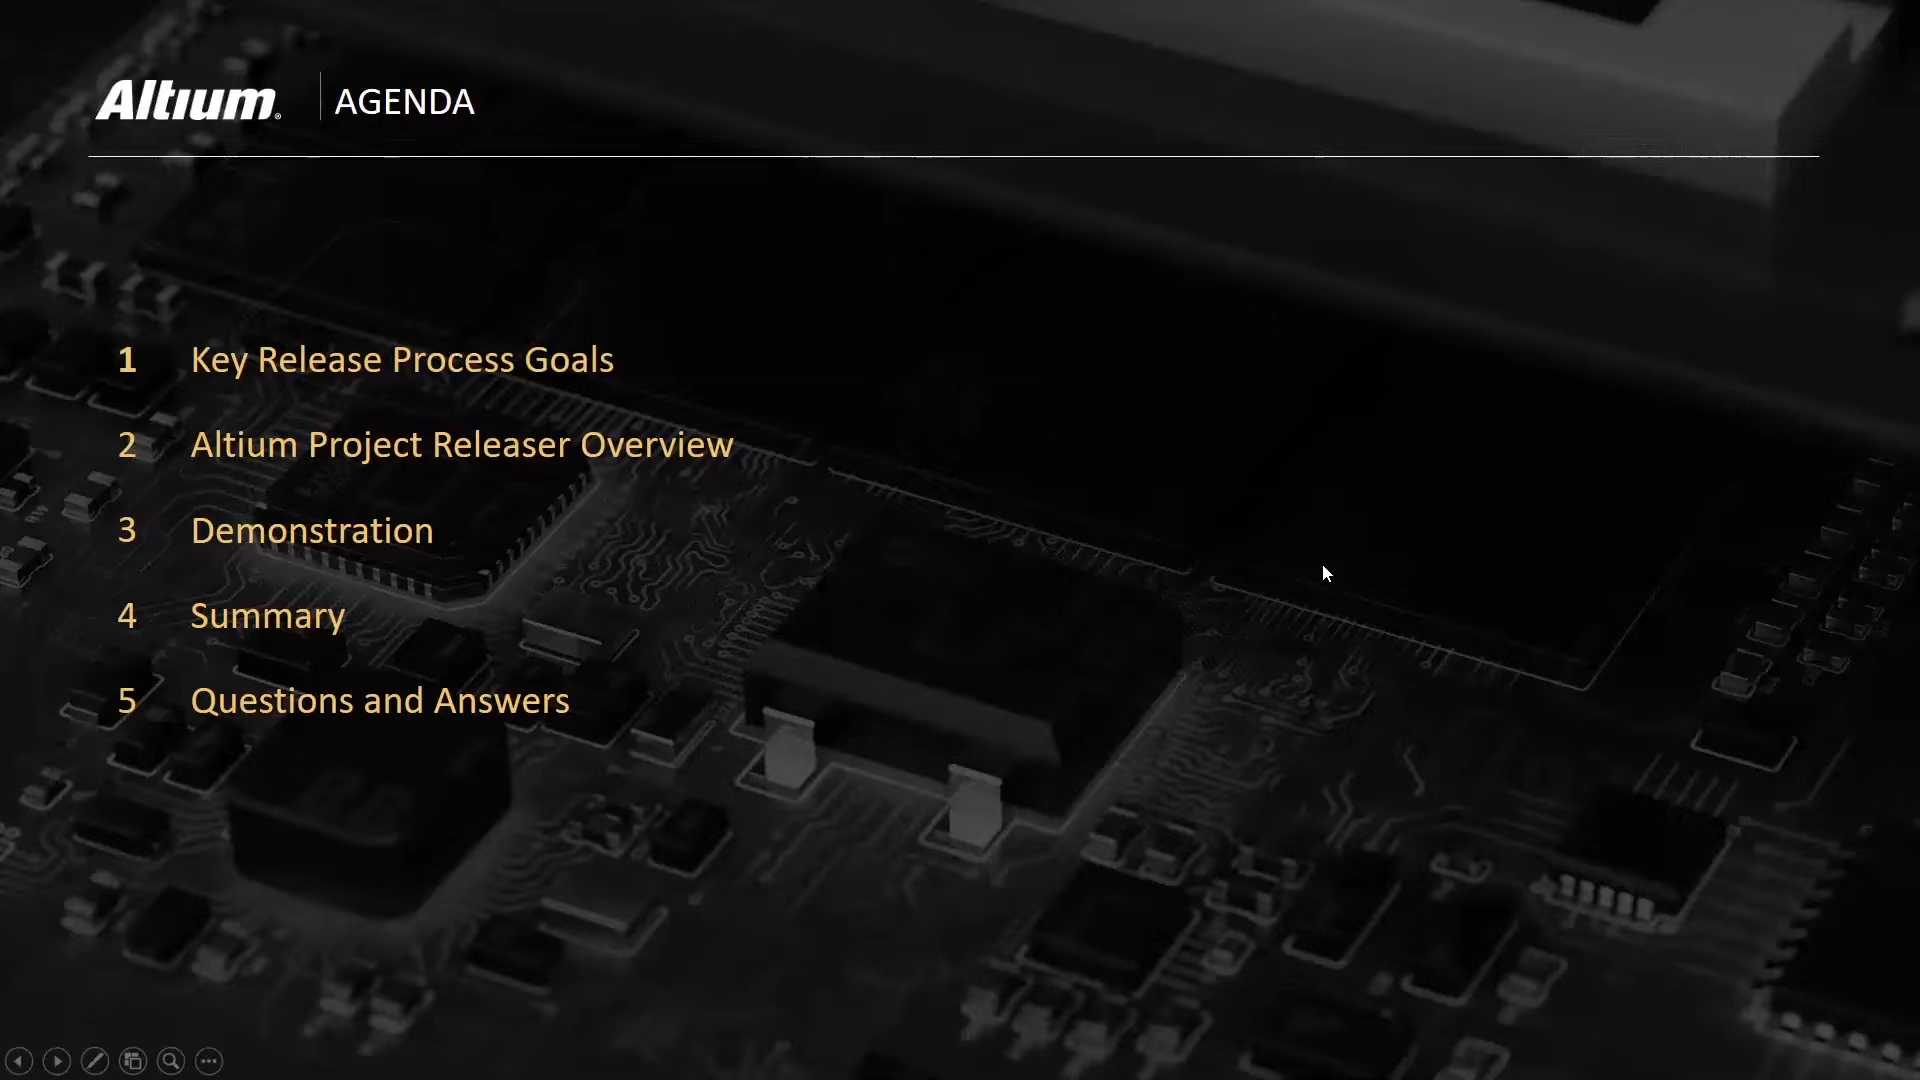 Altium
AGENDA
1 Key Release Process Goals
2 Altium Project Releaser Overview
3 Demonstration
4 Summary
5 Questions and Answers